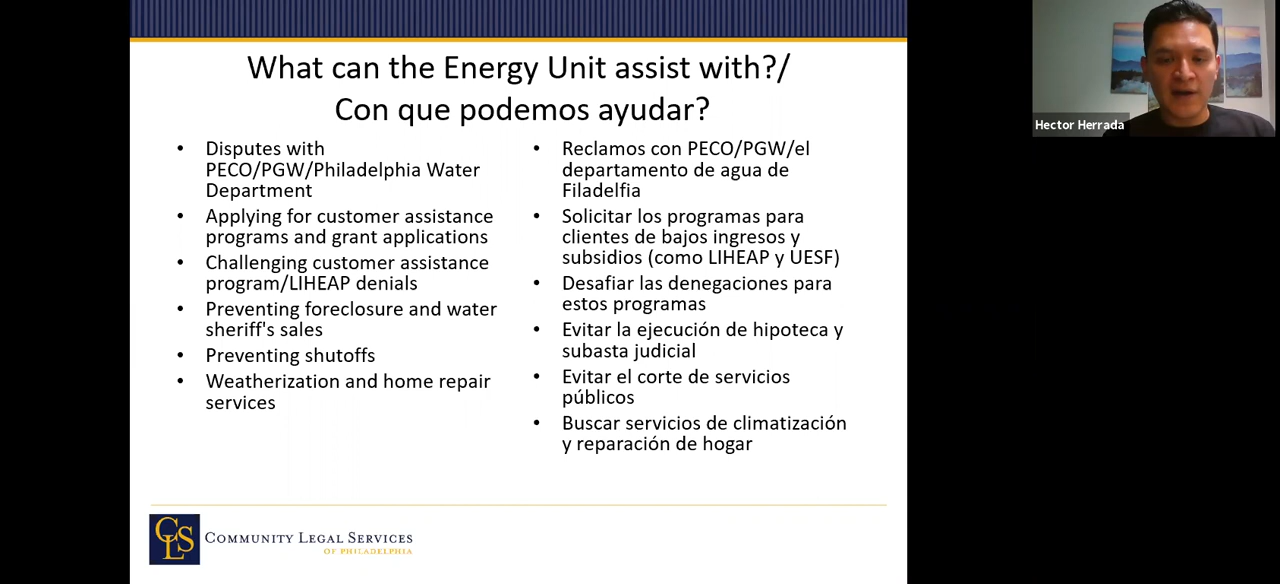 What can the Energy Unit assist with?/
Con que podemos ayudar?
• Disputes with
PECO/PGW/Philadelphia Water
Department
• Applying for customer assistance
programs and grant applications
• Challenging customer assistance
program/LIHEAP denials
• Preventing foreclosure and water
sheriff's sales
• Preventing shutoffs
• Weatherization and home repair
services
• Reclamos con PECO/PGW/el
departamento de agua de
Filadelfia
• Solicitar los programas para
clientes de bajos ingresos y
subsidios (como LIHEAP y UESF)
• Desafiar las denegaciones para
estos programas
• Evitar la ejecución de hipoteca y
subasta judicial
• Evitar el corte de servicios
públicos
• Buscar servicios de climatización
y reparación de hogar
CLS
COMMUNITY LEGAL SERVICES
OF PHILADELPHIA
Hector Herrada